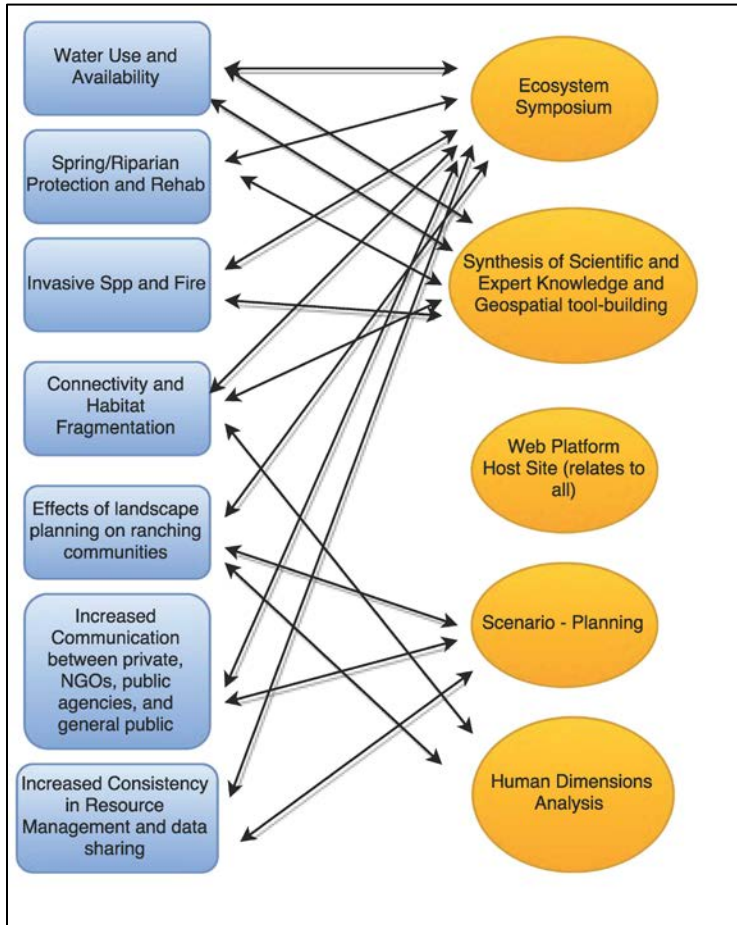 Water Use and
Availability
Spring/Riparian
Protection and Rehab
Invasive Spp and Fire
Connectivity and
Habitat
Fragmentation
Effects of landscape
planning on ranching
communities
Increased
Communication
between private,
NGOs, public
agencies, and
general public
Increased Consistency
in Resource
Management and data
sharing
Ecosystem
Symposium
Synthesis of Scientific and
Expert Knowledge and
Geospatial tool-building
Web Platform
Host Site (relates to
all)
Scenario - Planning
Human Dimensions
Analysis